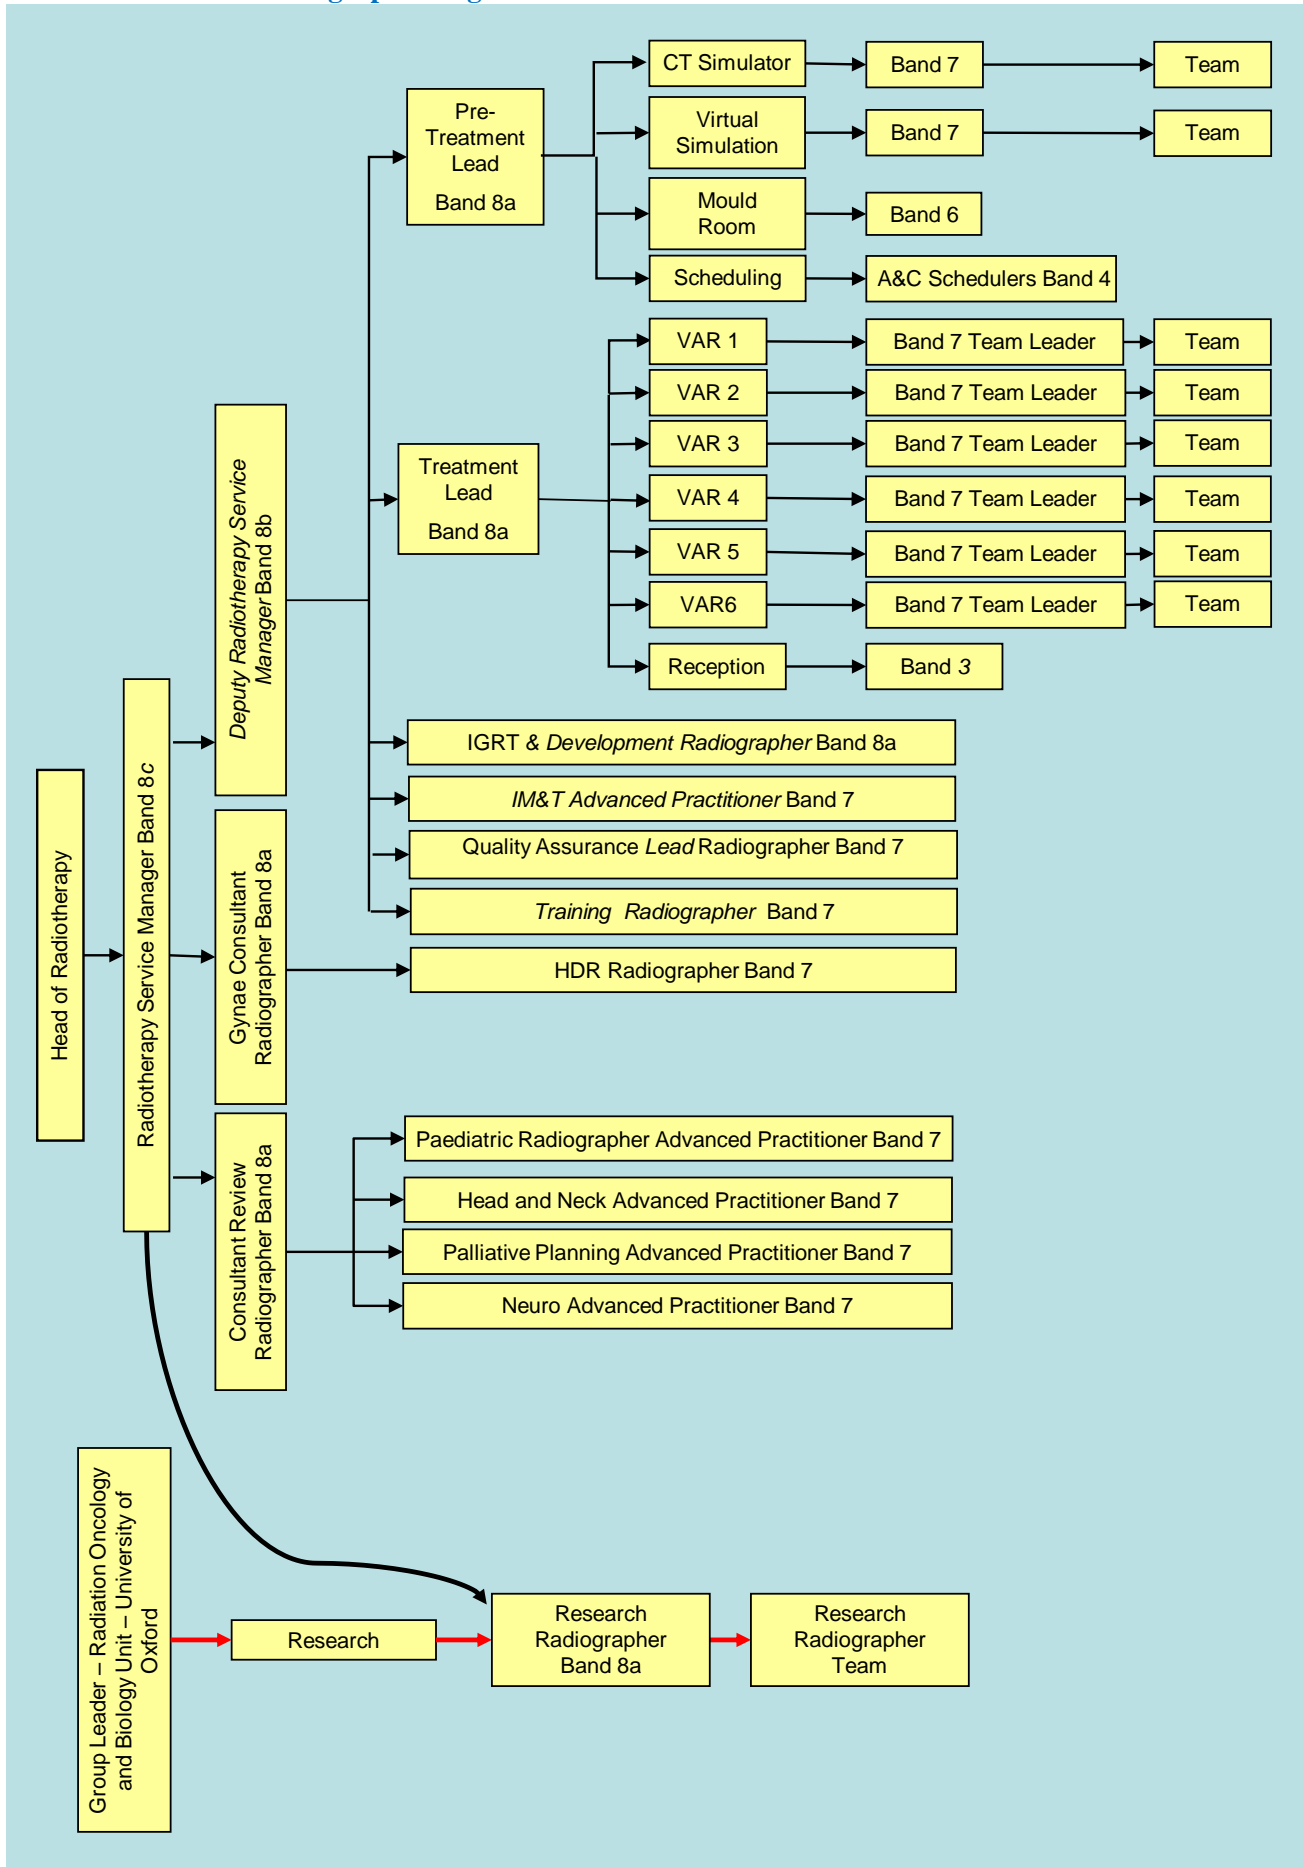 CT Simulator
Band 7
Team
Pre-
Treatment
Lead
Band 8a
Virtual
Simulation
Band 7
Team
Mould
Room
Band 6
Scheduling
A&C Schedulers Band 4
VAR 1
Band 7 Team Leader
Team
VAR 2
Band 7 Team Leader
Team
VAR 3
Band 7 Team Leader
Team
Treatment
Lead
Band 8a
VAR 4
Band 7 Team Leader
Team
VAR 5
Band 7 Team Leader
Team
VAR6
Band 7 Team Leader
Team
Reception
Band 3
Deputy Radiotherapy Service
Manager Band 8b
IGRT & Development Radiographer Band 8a
IM&T Advanced Practitioner Band 7
Quality Assurance Lead Radiographer Band 7
Training Radiographer Band 7
Head of Radiotherapy
Radiotherapy Service Manager Band 8c
Gynae Consultant
Radiographer Band 8a
HDR Radiographer Band 7
Consultant Review
Radiographer Band 8a
Paediatric Radiographer Advanced Practitioner Band 7
Head and Neck Advanced Practitioner Band 7
Palliative Planning Advanced Practitioner Band 7
Neuro Advanced Practitioner Band 7
Group Leader – Radiation Oncology
and Biology Unit – University of
Oxford
Research
Research
Radiographer
Band 8a
Research
Radiographer
Team